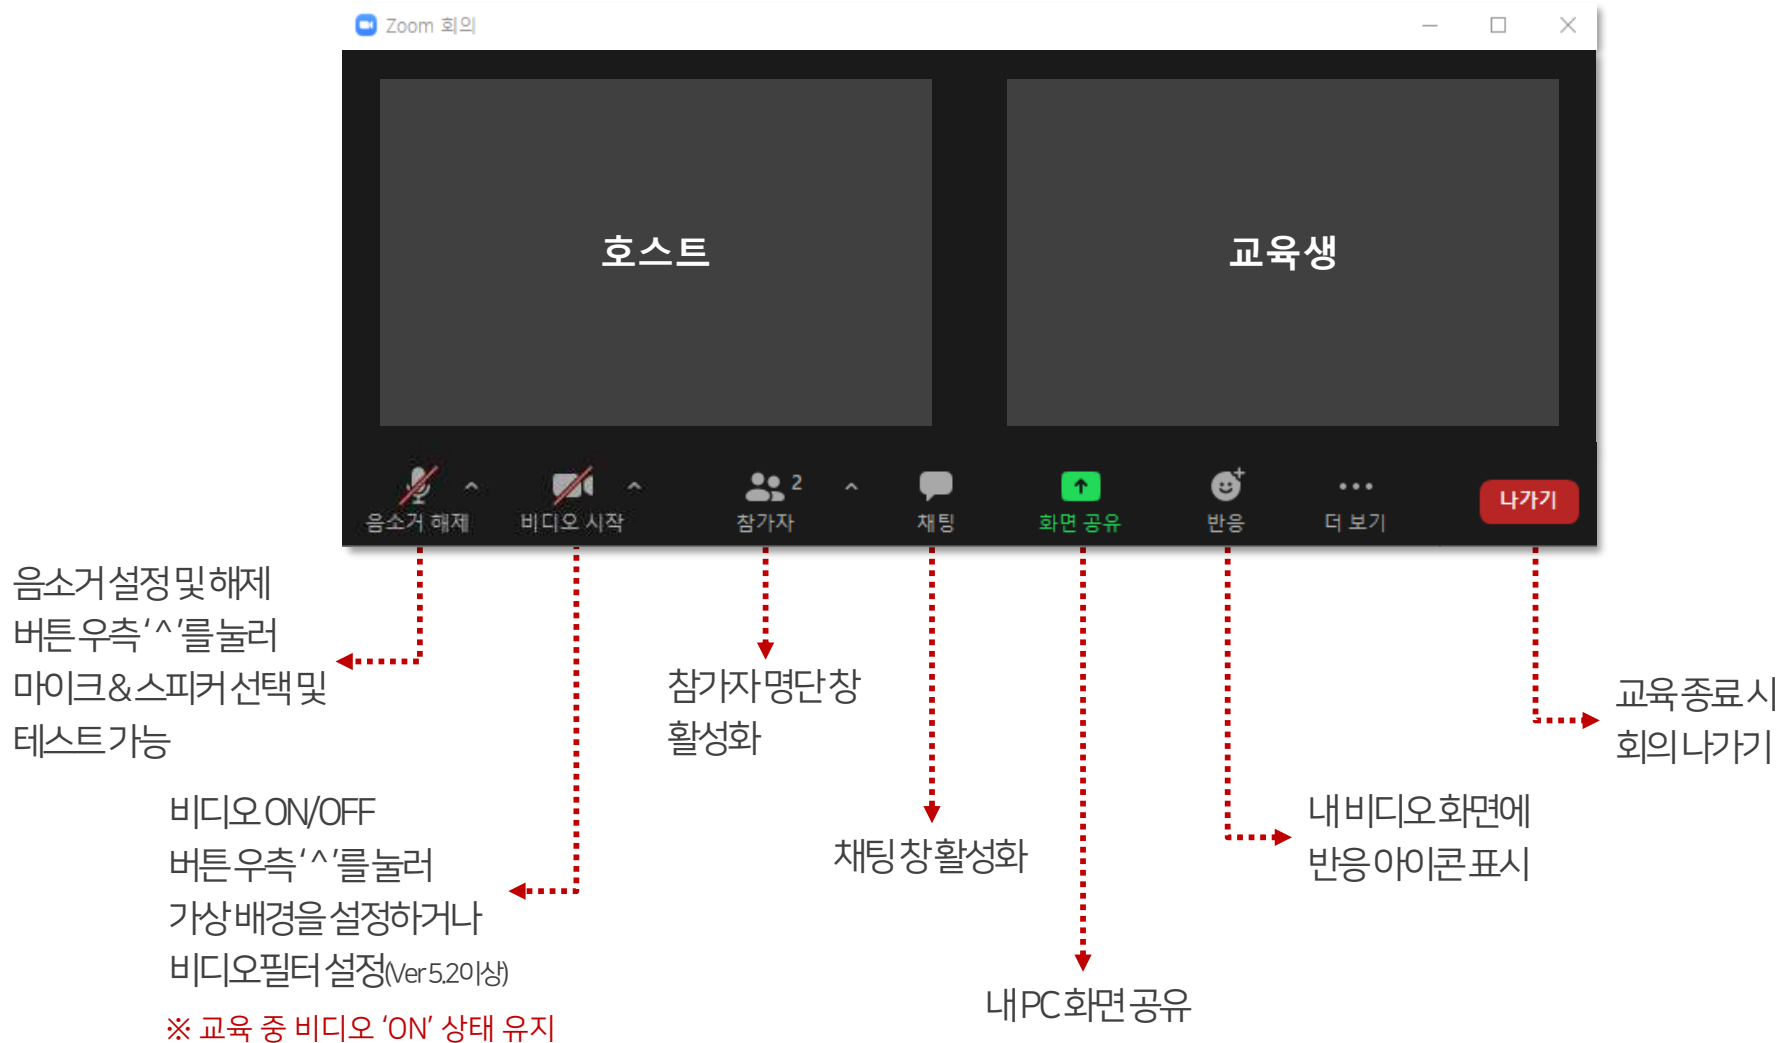 Zoom 회의
호스트
교육생
2
음소거 해제
비디오 시작
참가자
채팅
화면 공유
반응
더 보기
나가기
음소거 설정 및 해제
버튼 우측 ‘^’를 눌러
마이크 & 스피커 선택 및
테스트 가능
비디오 ON/OFF
버튼 우측 ‘^’를 눌러
가상 배경을 설정하거나
비디오필터 설정(Ver 5.2이상)
※ 교육 중 비디오 ‘ON’ 상태 유지
참가자 명단 창
활성화
채팅 창 활성화
내 PC 화면 공유
내 비디오 화면에
반응 아이콘 표시
교육 종료 시
회의 나가기